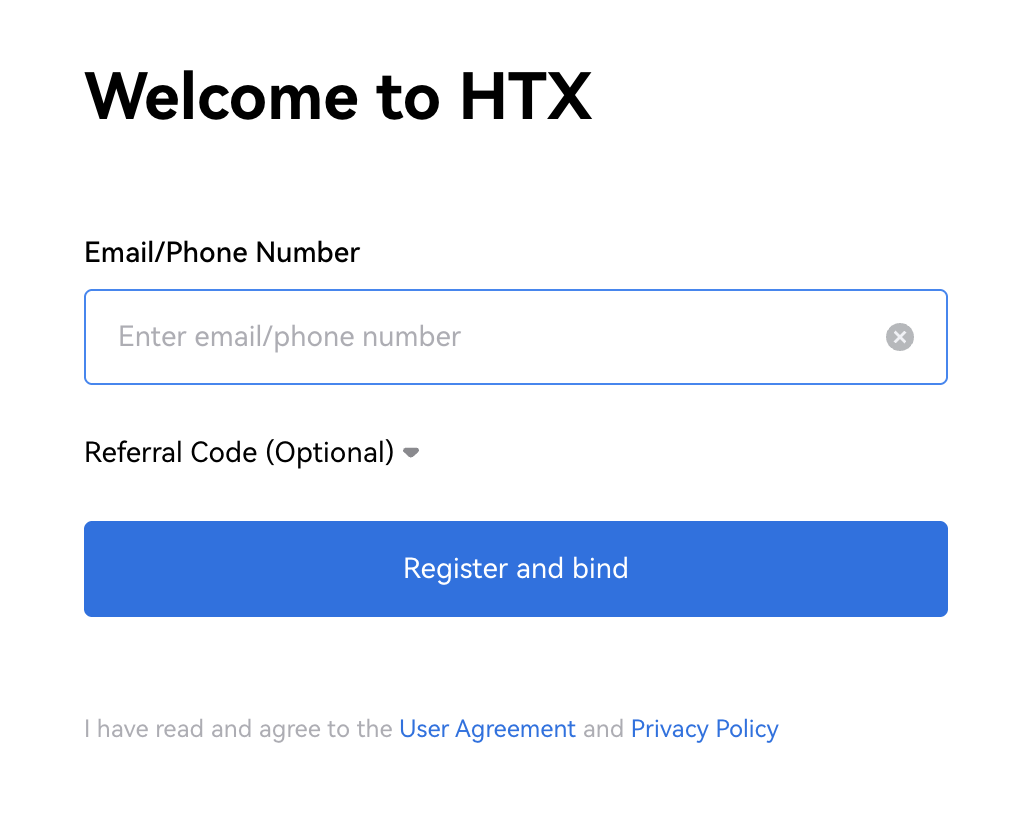 Welcome to HTX
Email/Phone Number
Enter email/phone number
Referral Code (Optional)
Register and bind
I have read and agree to the User Agreement and Privacy Policy